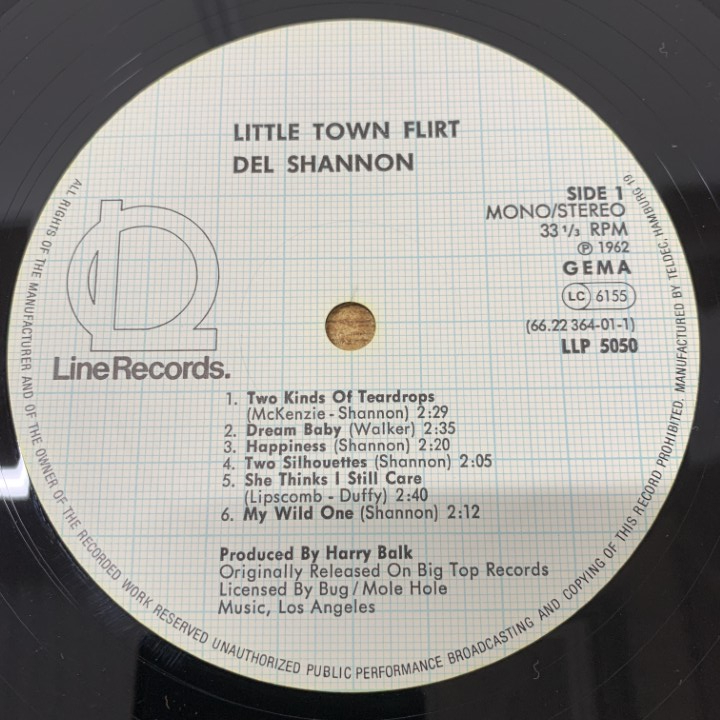 LITTLE TOWN FLIRT
DEL SHANNON
SIDE 1
MONO/STEREO
33 1/3 RPM
Ⓟ 1962
GEMA
LC 6155
(66.22 364-01-1)
LLP 5050
LineRecords.
1. Two Kinds Of Teardrops
(McKenzie - Shannon) 2:29
2. Dream Baby (Walker) 2:35
3. Happiness (Shannon) 2:20
4. Two Silhouettes (Shannon) 2:05
5. She Thinks I Still Care
(Lipscomb - Duffy) 2:40
6. My Wild One (Shannon) 2:12
Produced By Harry Balk
Originally Released On Big Top Records
Licensed By Bug/Mole Hole
Music, Los Angeles
ALL RIGHTS OF THE MANUFACTURER AND OF THE OWNER OF THE RECORDED WORK RESERVED UNAUTHORIZED PUBLIC PERFORMANCE BROADCASTING AND COPYING OF THIS RECORD PROHIBITED. MANUFACTURED BY TELDEC, HAMBURG 19